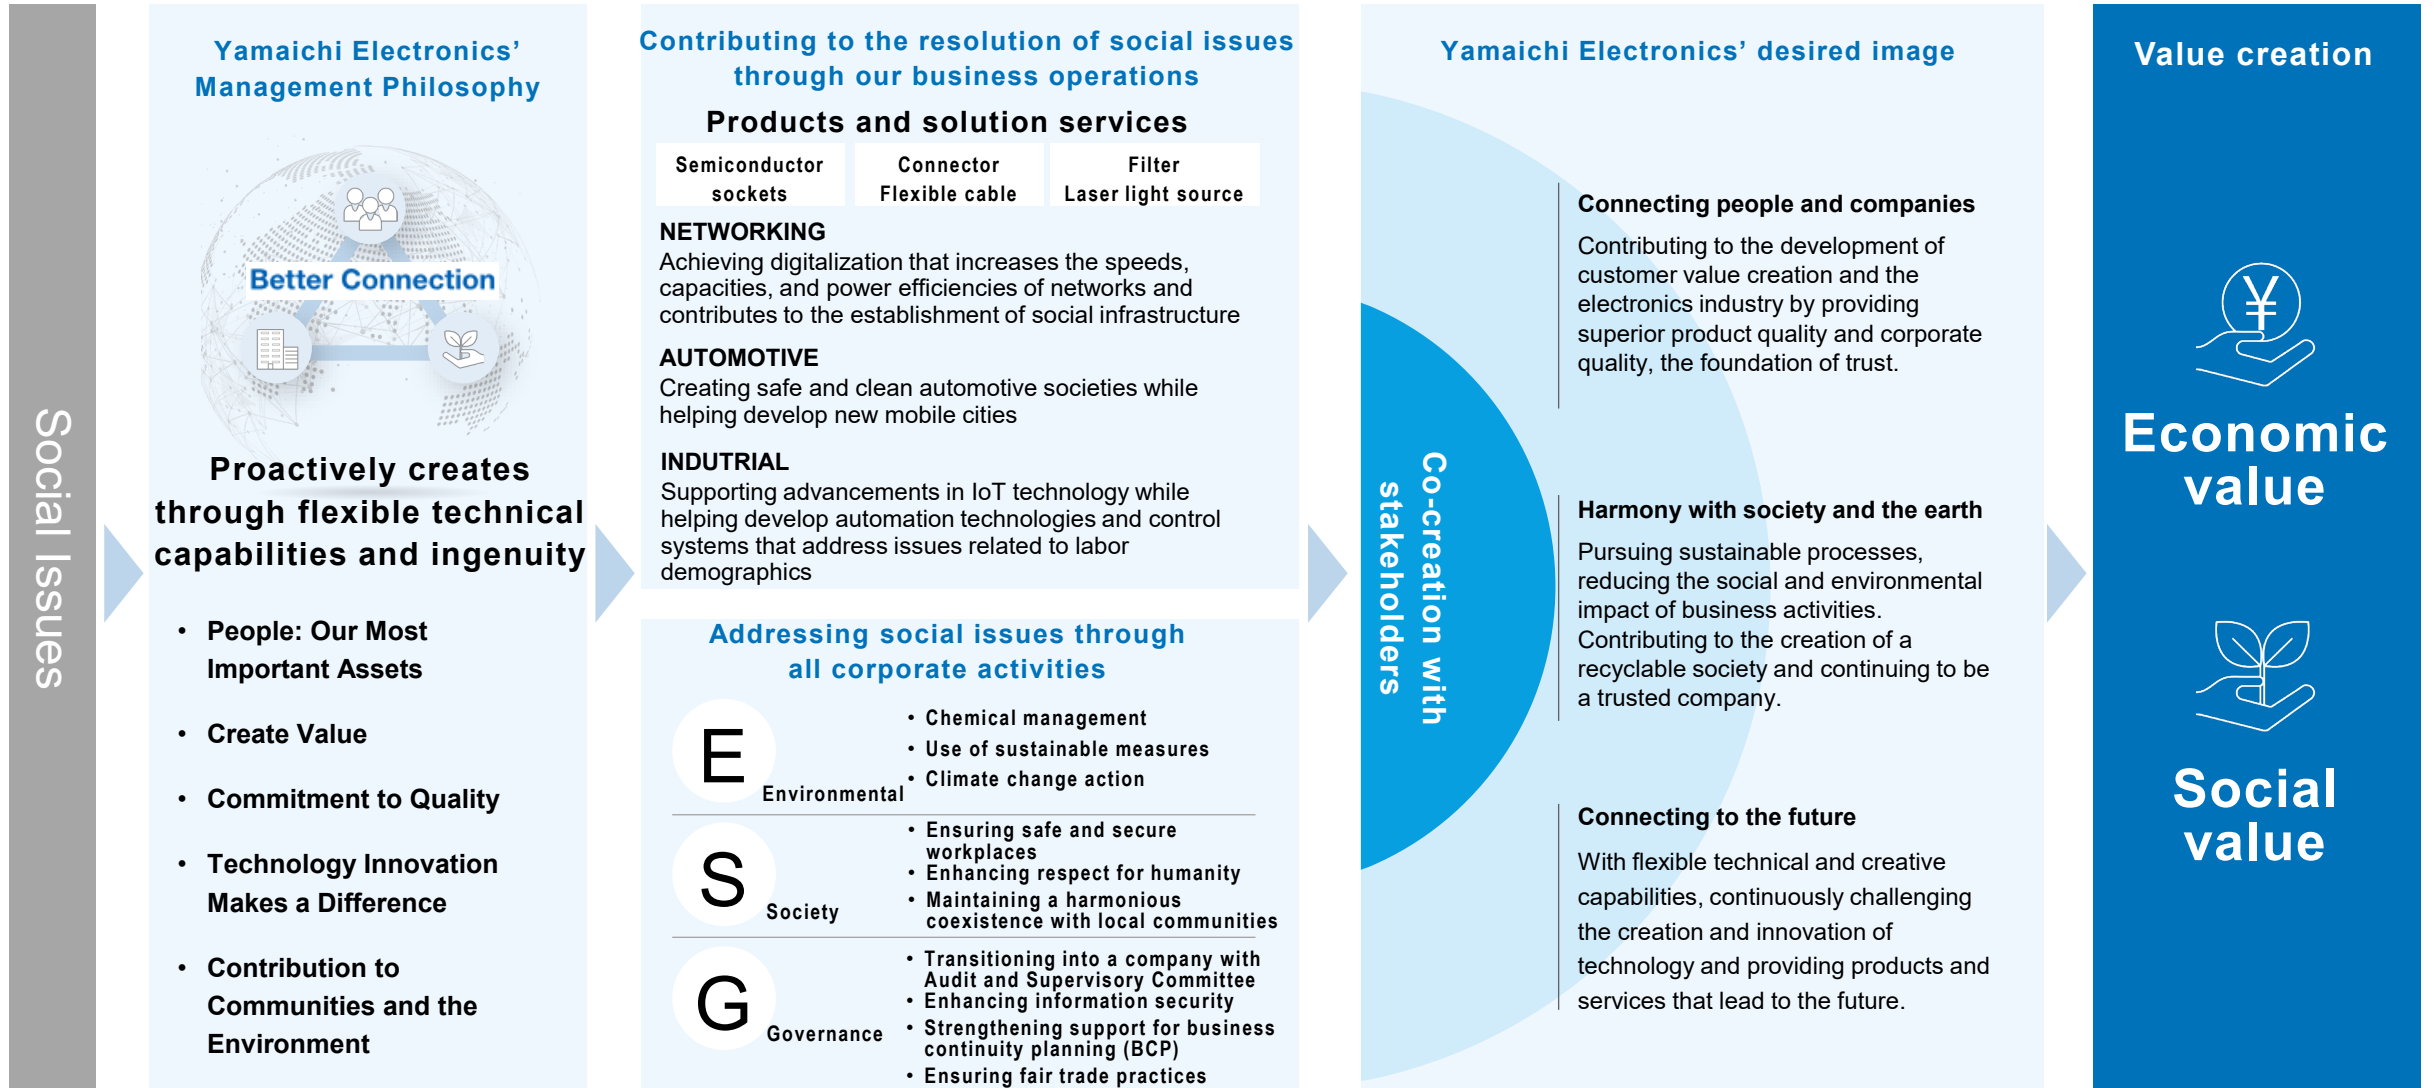 Social Issues
Yamaichi Electronics’
Management Philosophy
Better Connection
Proactively creates
through flexible technical
capabilities and ingenuity
• People: Our Most
Important Assets
• Create Value
• Commitment to Quality
• Technology Innovation
Makes a Difference
• Contribution to
Communities and the
Environment
Contributing to the resolution of social issues
through our business operations
Products and solution services
Semiconductor
sockets
Connector
Flexible cable
Filter
Laser light source
NETWORKING
Achieving digitalization that increases the speeds,
capacities, and power efficiencies of networks and
contributes to the establishment of social infrastructure
AUTOMOTIVE
Creating safe and clean automotive societies while
helping develop new mobile cities
INDUTRIAL
Supporting advancements in IoT technology while
helping develop automation technologies and control
systems that address issues related to labor
demographics
Addressing social issues through
all corporate activities
E
Environmental
• Chemical management
• Use of sustainable measures
• Climate change action
S
Society
• Ensuring safe and secure
workplaces
• Enhancing respect for humanity
• Maintaining a harmonious
coexistence with local communities
G
Governance
• Transitioning into a company with
Audit and Supervisory Committee
• Enhancing information security
• Strengthening support for business
continuity planning (BCP)
• Ensuring fair trade practices
Yamaichi Electronics’ desired image
Co-creation with
stakeholders
Connecting people and companies
Contributing to the development of
customer value creation and the
electronics industry by providing
superior product quality and corporate
quality, the foundation of trust.
Harmony with society and the earth
Pursuing sustainable processes,
reducing the social and environmental
impact of business activities.
Contributing to the creation of a
recyclable society and continuing to be
a trusted company.
Connecting to the future
With flexible technical and creative
capabilities, continuously challenging
the creation and innovation of
technology and providing products and
services that lead to the future.
Value creation
¥
Economic
value
Social
value